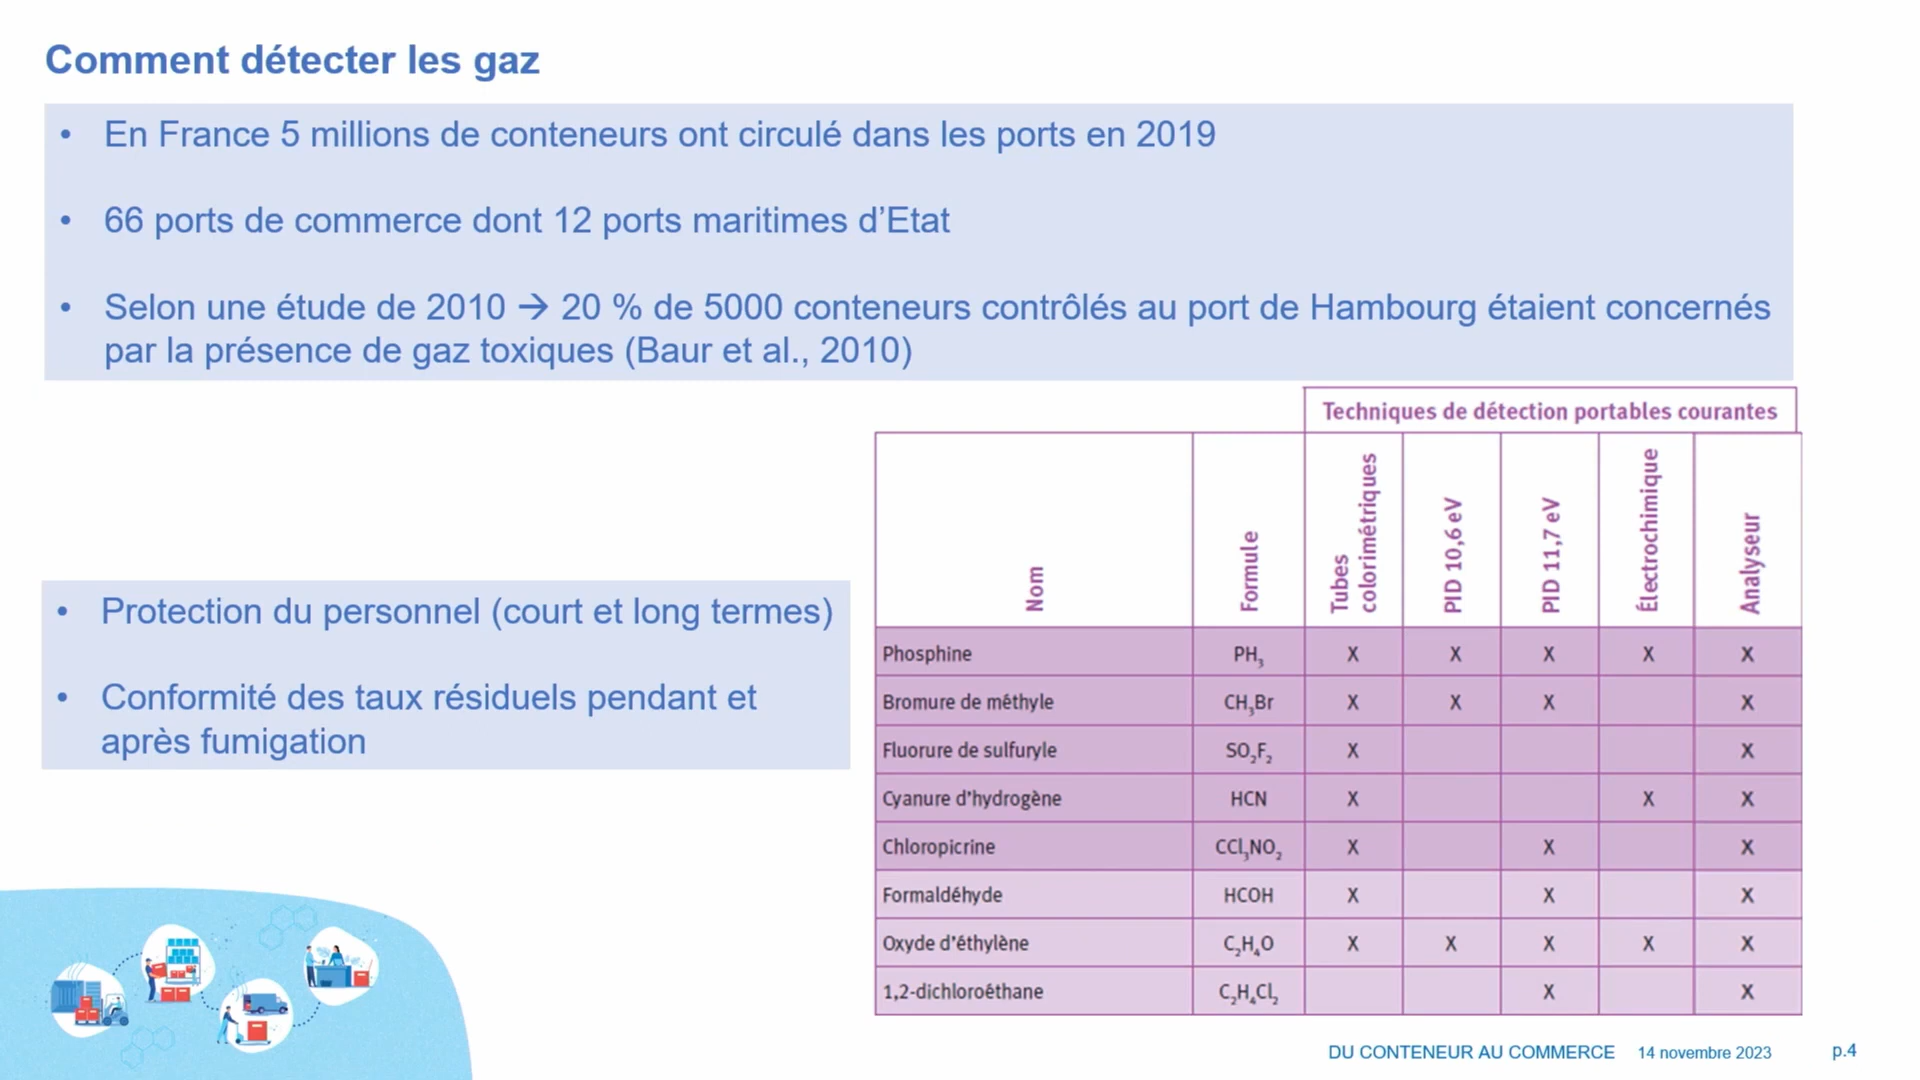 Comment détecter les gaz
• En France 5 millions de conteneurs ont circulé dans les ports en 2019
• 66 ports de commerce dont 12 ports maritimes d’Etat
• Selon une étude de 2010 → 20 % de 5000 conteneurs contrôlés au port de Hambourg étaient concernés
par la présence de gaz toxiques (Baur et al., 2010)
• Protection du personnel (court et long termes)
• Conformité des taux résiduels pendant et
après fumigation
Techniques de détection portables courantes
Nom Formule Tubes colorimétriques PID 10,6 eV PID 11,7 eV Électrochimique Analyseur
Phosphine PH₃ X X X X X
Bromure de méthyle CH₃Br X X X X
Fluorure de sulfuryle SO₂F₂ X X
Cyanure d’hydrogène HCN X X X
Chloropicrine CCl₃NO₂ X X X
Formaldéhyde HCOH X X X
Oxyde d’éthylène C₂H₄O X X X X X
1,2-dichloroéthane C₂H₄Cl₂ X X
DU CONTENEUR AU COMMERCE 14 novembre 2023 p.4